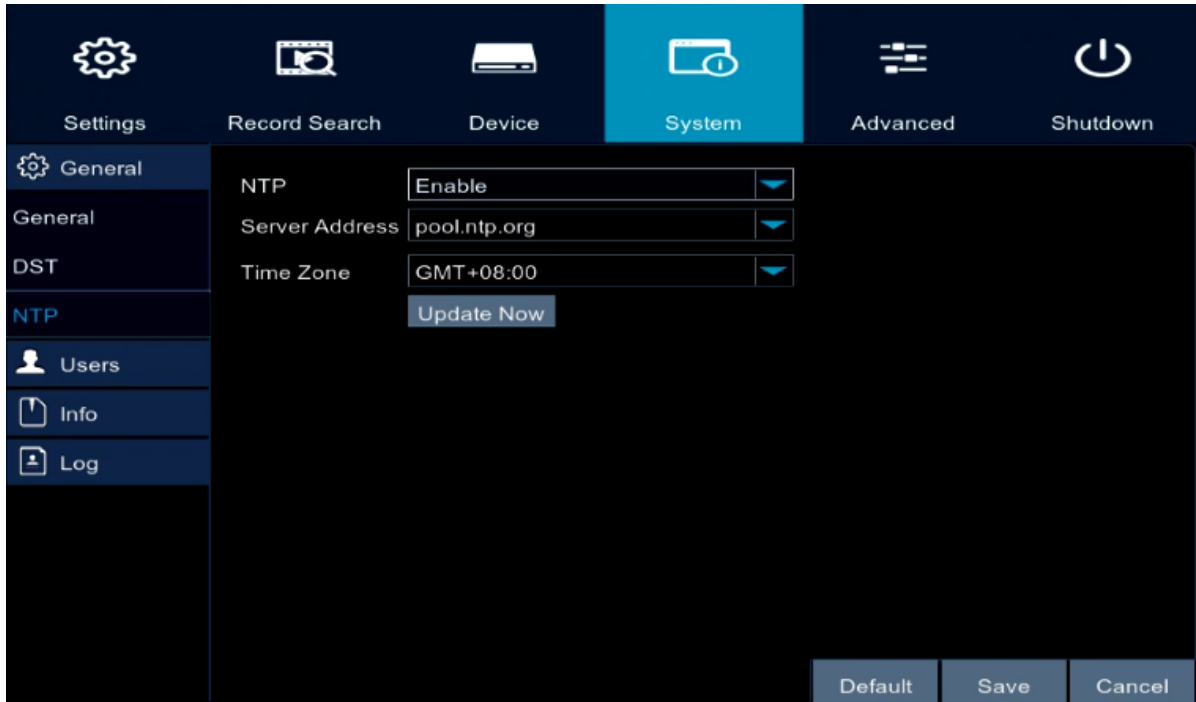 Settings Record Search Device System Advanced Shutdown
General
General
DST
NTP
Users
Info
Log
NTP Enable
Server Address pool.ntp.org
Time Zone GMT+08:00
Update Now
Default Save Cancel